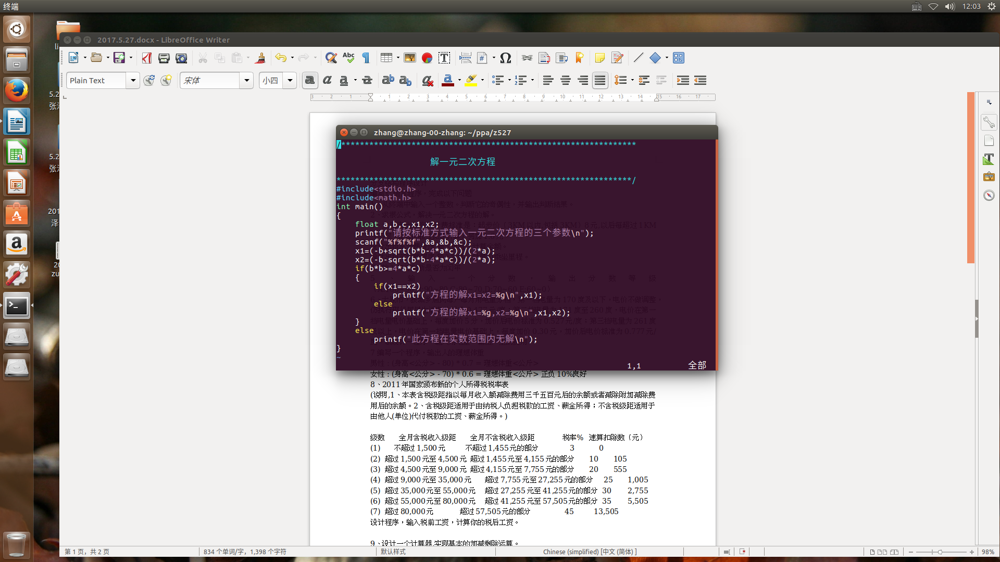 终端
12:03
2017.5.27.docx - LibreOffice Writer
Plain Text
宋体
小四
zhang@zhang-00-zhang: ~/ppa/z527
/***************************************************************
解一元二次方程
***************************************************************/
#include<stdio.h>
#include<math.h>
int main()
{
float a,b,c,x1,x2;
printf("请按标准方式输入一元二次方程的三个参数\n");
scanf("%f%f%f",&a,&b,&c);
x1=(-b+sqrt(b*b-4*a*c))/(2*a);
x2=(-b-sqrt(b*b-4*a*c))/(2*a);
if(b*b>=4*a*c)
{
if(x1==x2)
printf("方程的解x1=x2=%g\n",x1);
else
printf("方程的解x1=%g,x2=%g\n",x1,x2);
}
else
printf("此方程在实数范围内无解\n");
}
~
1,1 全部
女性：(身高<公分> - 70) * 0.6 = 理想体重<公斤> 正负 10%良好
8、2011 年国家颁布新的个人所得税税率表
(说明,1、本表含税级距指以每月收入额减除费用三千五百元后的余额或者减除附加减除费
用后的余额。2、含税级距适用于由纳税人负担税款的工资、薪金所得；不含税级距适用于
由他人(单位)代付税款的工资、薪金所得。)
级数 全月含税收入级距 全月不含税收入级距 税率% 速算扣除数（元）
(1) 不超过 1,500 元 不超过 1,455 元的部分 3 0
(2) 超过 1,500 元至 4,500 元 超过 1,455 元至 4,155 元的部分 10 105
(3) 超过 4,500 元至 9,000 元 超过 4,155 元至 7,755 元的部分 20 555
(4) 超过 9,000 元至 35,000 元 超过 7,755 元至 27,255 元的部分 25 1,005
(5) 超过 35,000 元至 55,000 元 超过 27,255 元至 41,255 元的部分 30 2,755
(6) 超过 55,000 元至 80,000 元 超过 41,255 元至 57,505 元的部分 35 5,505
(7) 超过 80,000 元 超过 57,505 元的部分 45 13,505
设计程序，输入税前工资，计算你的税后工资。
9、设计一个计算器,实现基本的加减剩除运算。
第 1 页，共 2 页
834 个单词/字，1,398 个字符
默认样式
Chinese (simplified) [中文 (简体) ]
98%